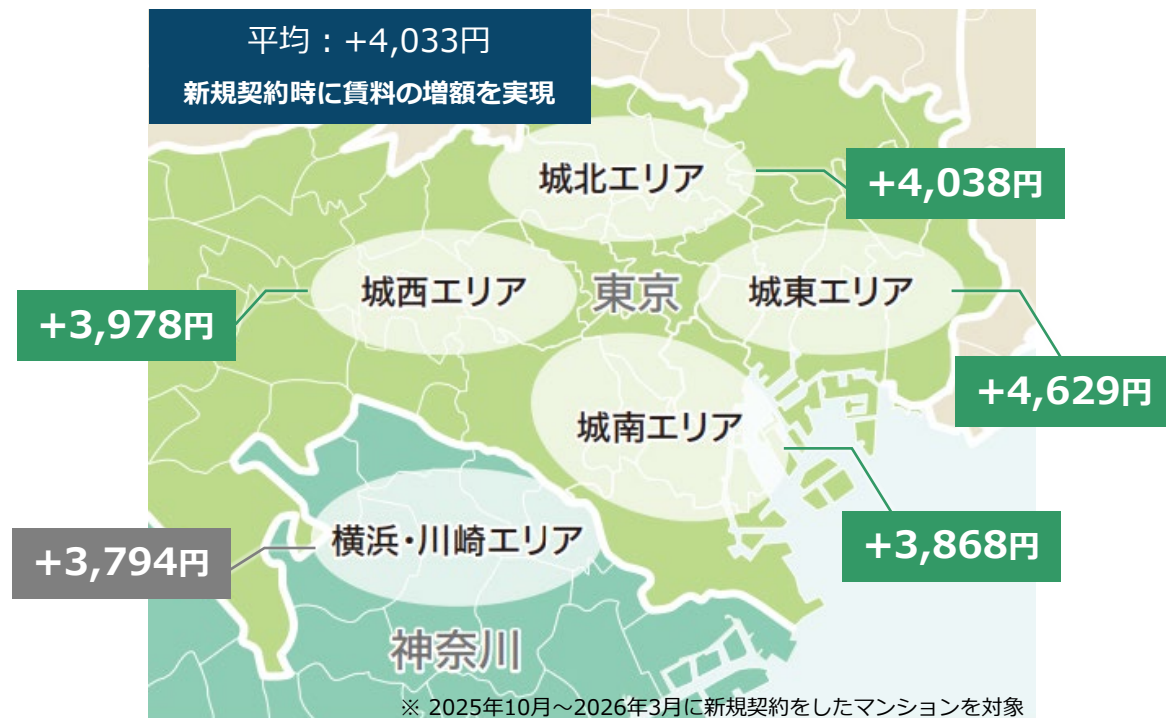 平均：+4,033円
新規契約時に賃料の増額を実現
城北エリア
+4,038円
城西エリア
東京
城東エリア
+3,978円
+4,629円
城南エリア
横浜・川崎エリア
+3,868円
+3,794円
神奈川
※ 2025年10月～2026年3月に新規契約をしたマンションを対象